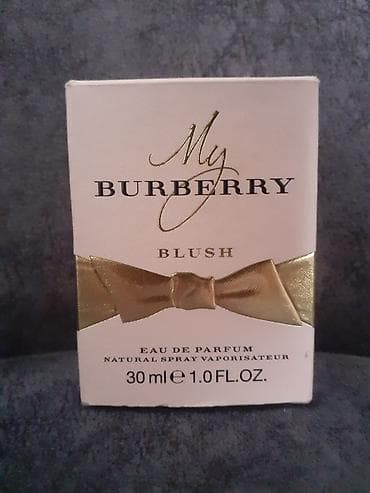 My
BURBERRY
BLUSH
EAU DE PARFUM
NATURAL SPRAY VAPORISATEUR
30 ml ℮ 1.0 FL.OZ.